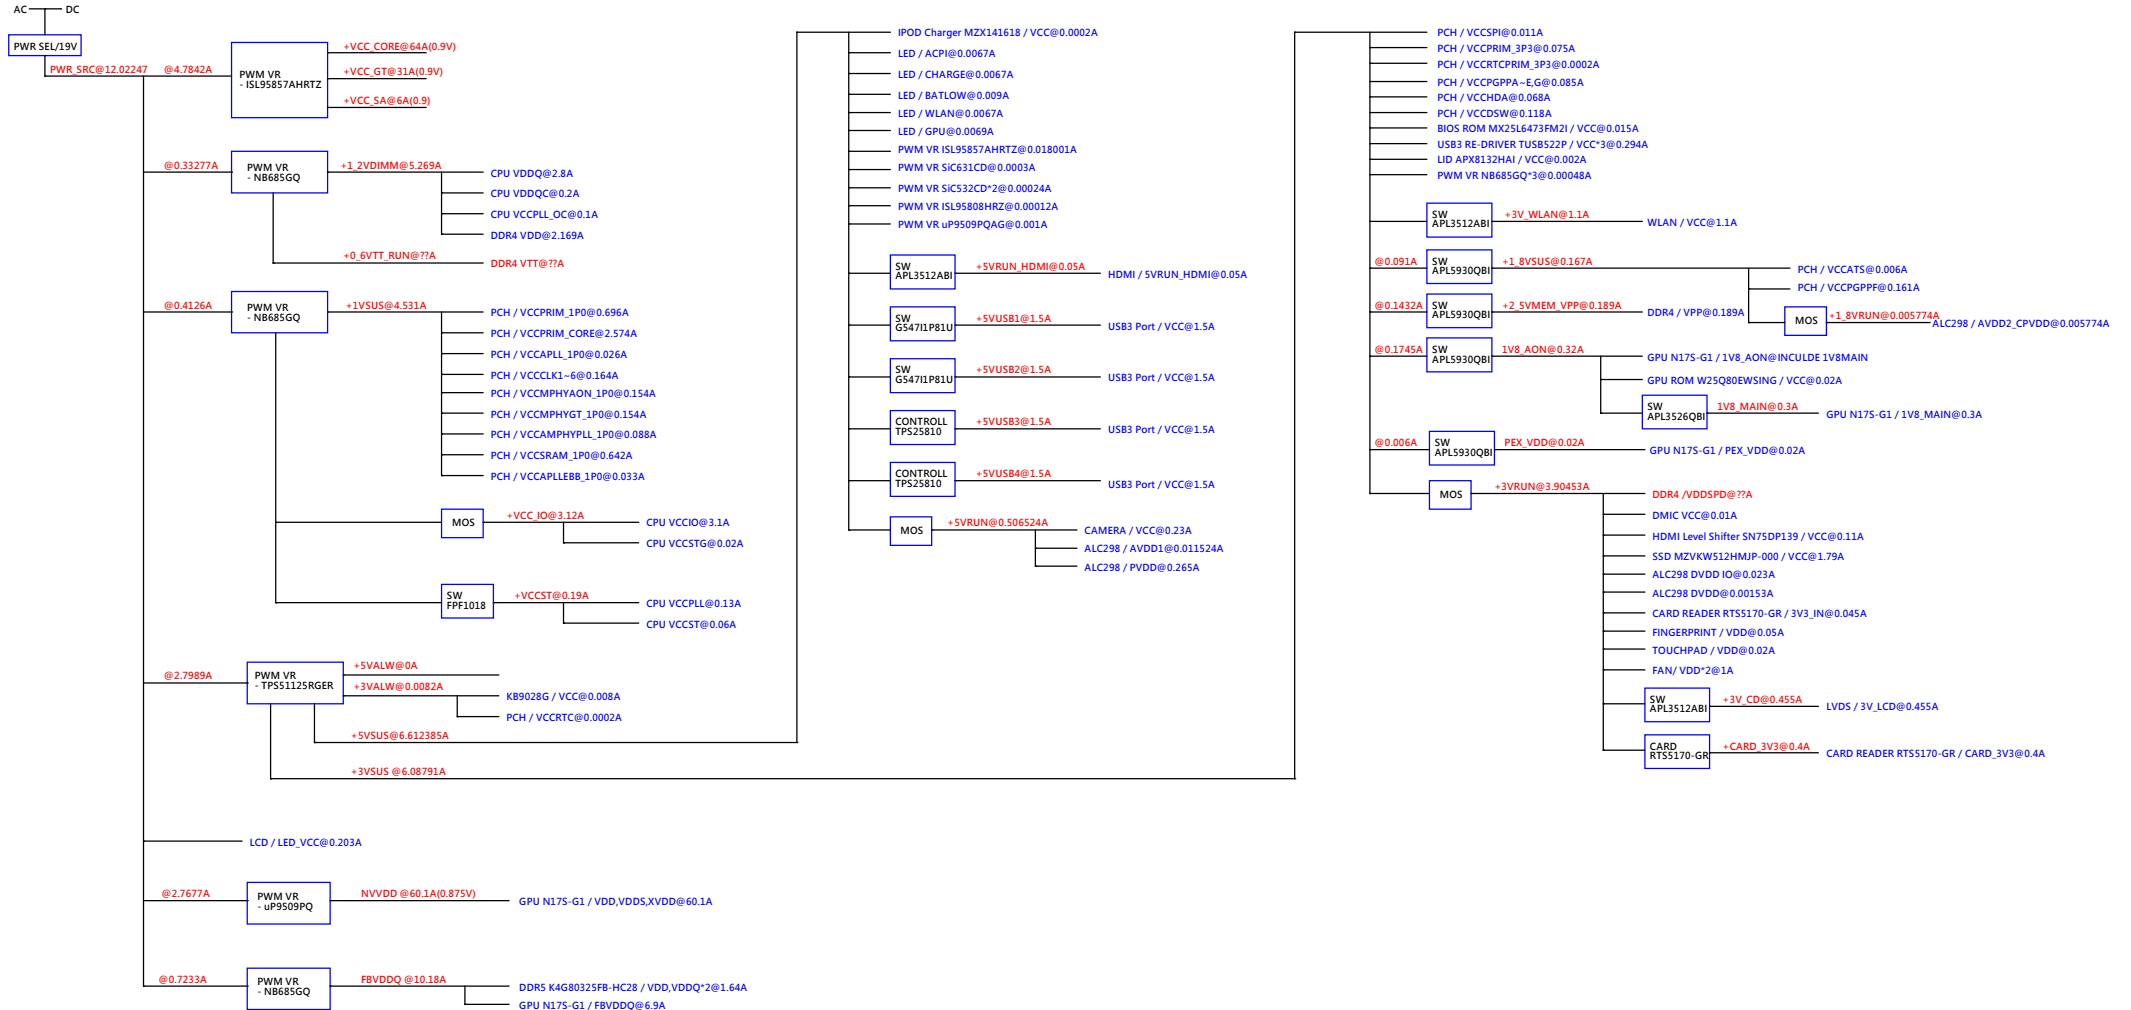 AC
DC
PWR SEL/19V
PWR_SRC@12.02247
@4.7842A
PWM VR
- ISL95857AHRTZ
+VCC_CORE@64A(0.9V)
+VCC_GT@31A(0.9V)
+VCC_SA@6A(0.9)
@0.33277A
PWM VR
- NB685GQ
+1_2VDIMM@5.269A
CPU VDDQ@2.8A
CPU VDDQC@0.2A
CPU VCCPLL_OC@0.1A
DDR4 VDD@2.169A
+0_6VTT_RUN@??A
DDR4 VTT@??A
@0.4126A
PWM VR
- NB685GQ
+1VSUS@4.531A
PCH / VCCPRIM_1P0@0.696A
PCH / VCCPRIM_CORE@2.574A
PCH / VCCAPLL_1P0@0.026A
PCH / VCCCLK1~6@0.164A
PCH / VCCMPHYAON_1P0@0.154A
PCH / VCCMPHYGT_1P0@0.154A
PCH / VCCAMPHYPLL_1P0@0.088A
PCH / VCCSRAM_1P0@0.642A
PCH / VCCAPLLEBB_1P0@0.033A
MOS
+VCC_IO@3.12A
CPU VCCIO@3.1A
CPU VCCSTG@0.02A
SW
FPF1018
+VCCST@0.19A
CPU VCCPLL@0.13A
CPU VCCST@0.06A
@2.7989A
PWM VR
- TPS51125RGER
+5VALW@0A
+3VALW@0.0082A
KB9028G / VCC@0.008A
PCH / VCCRTC@0.0002A
+5VSUS@6.612385A
+3VSUS @6.08791A
LCD / LED_VCC@0.203A
@2.7677A
PWM VR
- uP9509PQ
NVVDD @60.1A(0.875V)
GPU N17S-G1 / VDD,VDDS,XVDD@60.1A
@0.7233A
PWM VR
- NB685GQ
FBVDDQ @10.18A
DDR5 K4G80325FB-HC28 / VDD,VDDQ*2@1.64A
GPU N17S-G1 / FBVDDQ@6.9A
IPOD Charger MZX141618 / VCC@0.0002A
LED / ACPI@0.0067A
LED / CHARGE@0.0067A
LED / BATLOW@0.009A
LED / WLAN@0.0067A
LED / GPU@0.0069A
PWM VR ISL95857AHRTZ@0.018001A
PWM VR SiC631CD@0.0003A
PWM VR SiC532CD*2@0.00024A
PWM VR ISL95808HRZ@0.00012A
PWM VR uP9509PQAG@0.001A
SW
APL3512ABI
+5VRUN_HDMI@0.05A
HDMI / 5VRUN_HDMI@0.05A
SW
G547I1P81U
+5VUSB1@1.5A
USB3 Port / VCC@1.5A
SW
G547I1P81U
+5VUSB2@1.5A
USB3 Port / VCC@1.5A
CONTROLL
TPS25810
+5VUSB3@1.5A
USB3 Port / VCC@1.5A
CONTROLL
TPS25810
+5VUSB4@1.5A
USB3 Port / VCC@1.5A
MOS
+5VRUN@0.506524A
CAMERA / VCC@0.23A
ALC298 / AVDD1@0.011524A
ALC298 / PVDD@0.265A
PCH / VCCSPI@0.011A
PCH / VCCPRIM_3P3@0.075A
PCH / VCCRTCPRIM_3P3@0.0002A
PCH / VCCPGPPA~E,G@0.085A
PCH / VCCHDA@0.068A
PCH / VCCDSW@0.118A
BIOS ROM MX25L6473FM2I / VCC@0.015A
USB3 RE-DRIVER TUSB522P / VCC*3@0.294A
LID APX8132HAI / VCC@0.002A
PWM VR NB685GQ*3@0.00048A
SW
APL3512ABI
+3V_WLAN@1.1A
WLAN / VCC@1.1A
@0.091A
SW
APL5930QBI
+1_8VSUS@0.167A
PCH / VCCATS@0.006A
PCH / VCCPGPPF@0.161A
MOS
+1_8VRUN@0.005774A
ALC298 / AVDD2_CPVDD@0.005774A
@0.1432A
SW
APL5930QBI
+2_5VMEM_VPP@0.189A
DDR4 / VPP@0.189A
@0.1745A
SW
APL5930QBI
1V8_AON@0.32A
GPU N17S-G1 / 1V8_AON@INCULDE 1V8MAIN
GPU ROM W25Q80EWSING / VCC@0.02A
SW
APL3526QBI
1V8_MAIN@0.3A
GPU N17S-G1 / 1V8_MAIN@0.3A
@0.006A
SW
APL5930QBI
PEX_VDD@0.02A
GPU N17S-G1 / PEX_VDD@0.02A
MOS
+3VRUN@3.90453A
DDR4 /VDDSPD@??A
DMIC VCC@0.01A
HDMI Level Shifter SN75DP139 / VCC@0.11A
SSD MZVKW512HMJP-000 / VCC@1.79A
ALC298 DVDD IO@0.023A
ALC298 DVDD@0.00153A
CARD READER RTS5170-GR / 3V3_IN@0.045A
FINGERPRINT / VDD@0.05A
TOUCHPAD / VDD@0.02A
FAN/ VDD*2@1A
SW
APL3512ABI
+3V_CD@0.455A
LVDS / 3V_LCD@0.455A
CARD
RTS5170-GR
+CARD_3V3@0.4A
CARD READER RTS5170-GR / CARD_3V3@0.4A